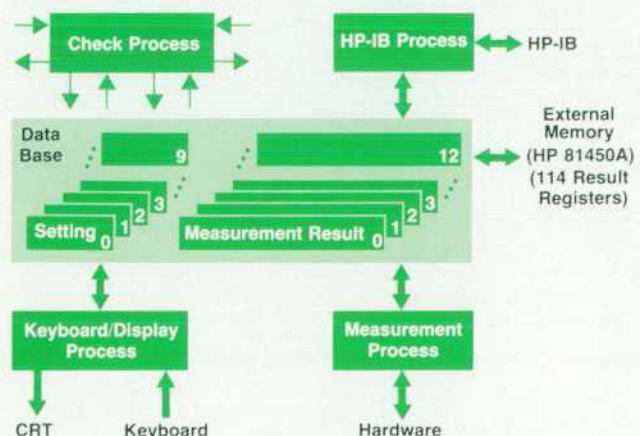 Check Process
HP-IB Process
HP-IB
Data
Base
9
12
External
Memory
(HP 81450A)
(114 Result
Registers)
3
2
1
Setting 0
3
2
1
Measurement Result 0
Keyboard/Display
Process
Measurement
Process
CRT
Keyboard
Hardware